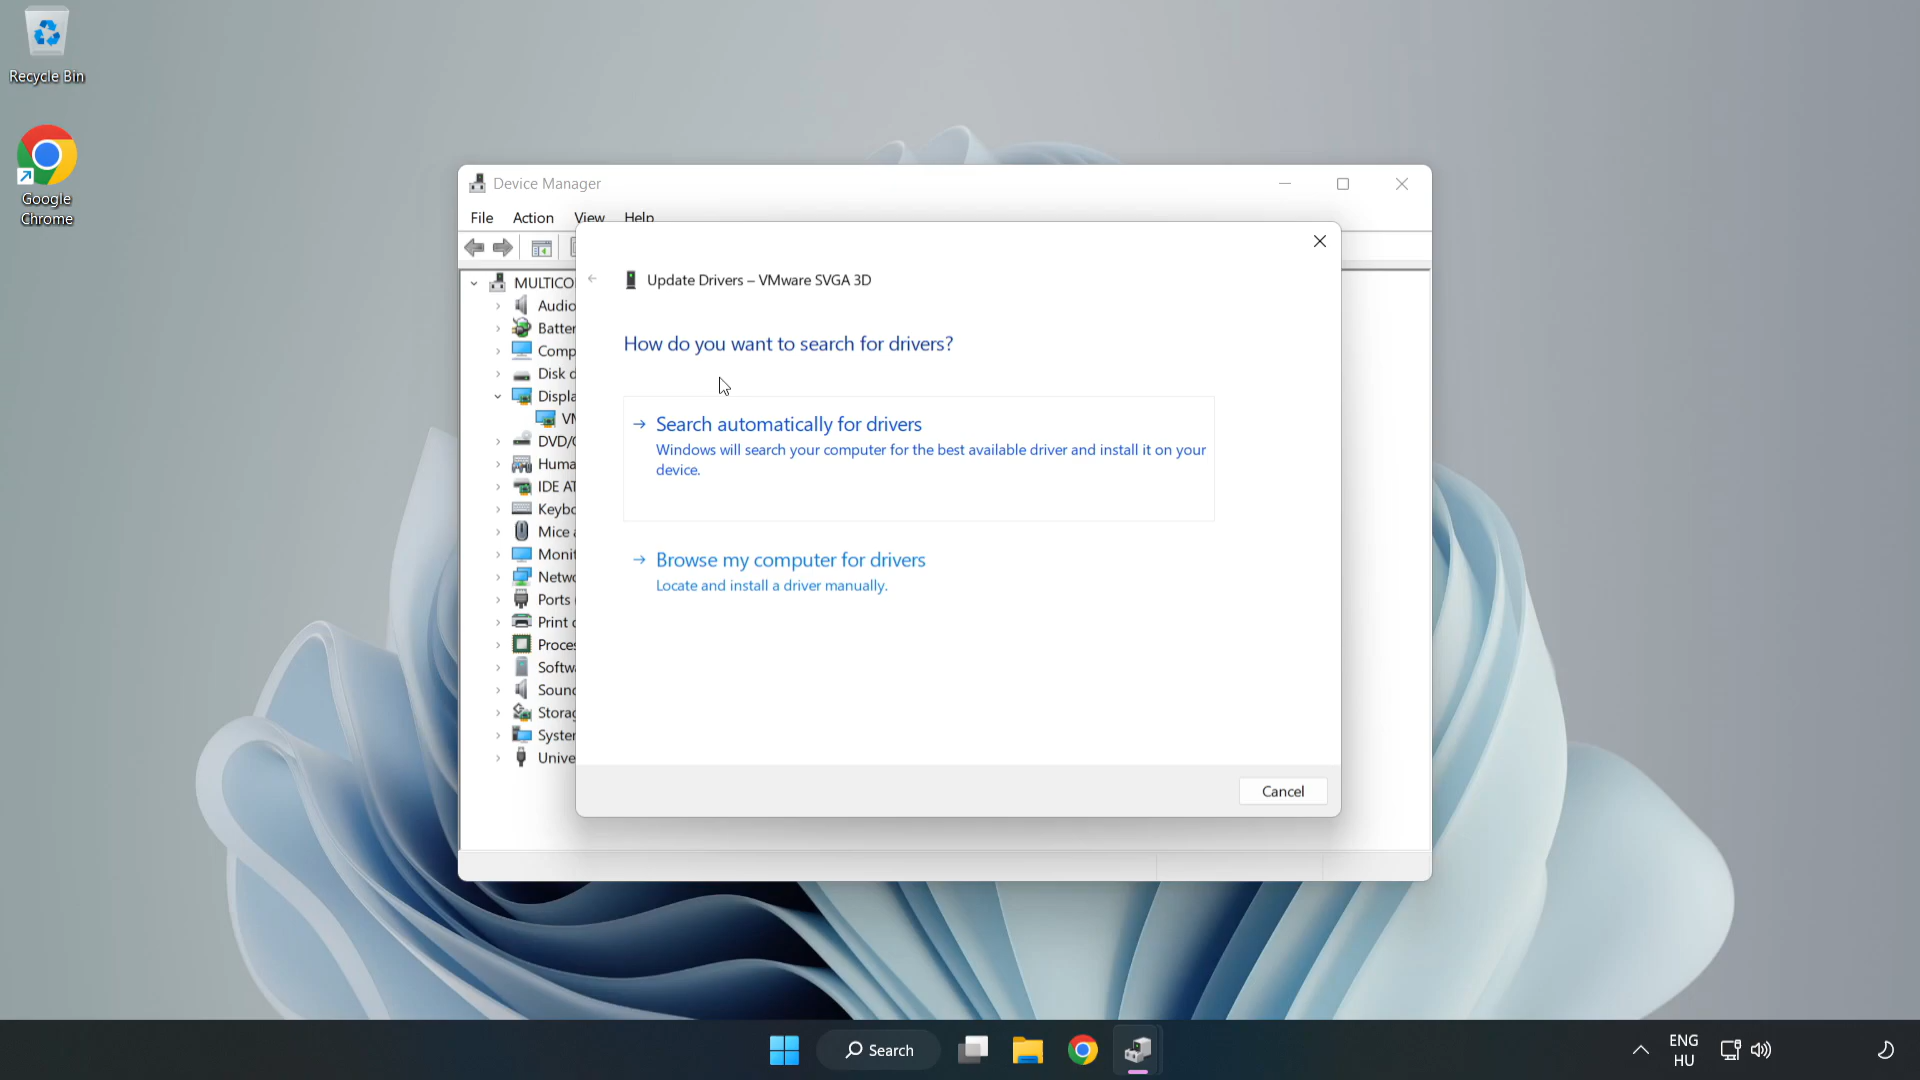 Recycle Bin
Google
Chrome
Device Manager
File Action View Help
Update Drivers – VMware SVGA 3D
How do you want to search for drivers?
Search automatically for drivers
Windows will search your computer for the best available driver and install it on your
device.
Browse my computer for drivers
Locate and install a driver manually.
Cancel
MULTICO
Audio
Batter
Comp
Disk d
Displa
VM
DVD/C
Huma
IDE AT
Keybo
Mice a
Monit
Netwo
Ports
Print q
Proces
Softwa
Sound
Storag
System
Univer
Search
ENG
HU